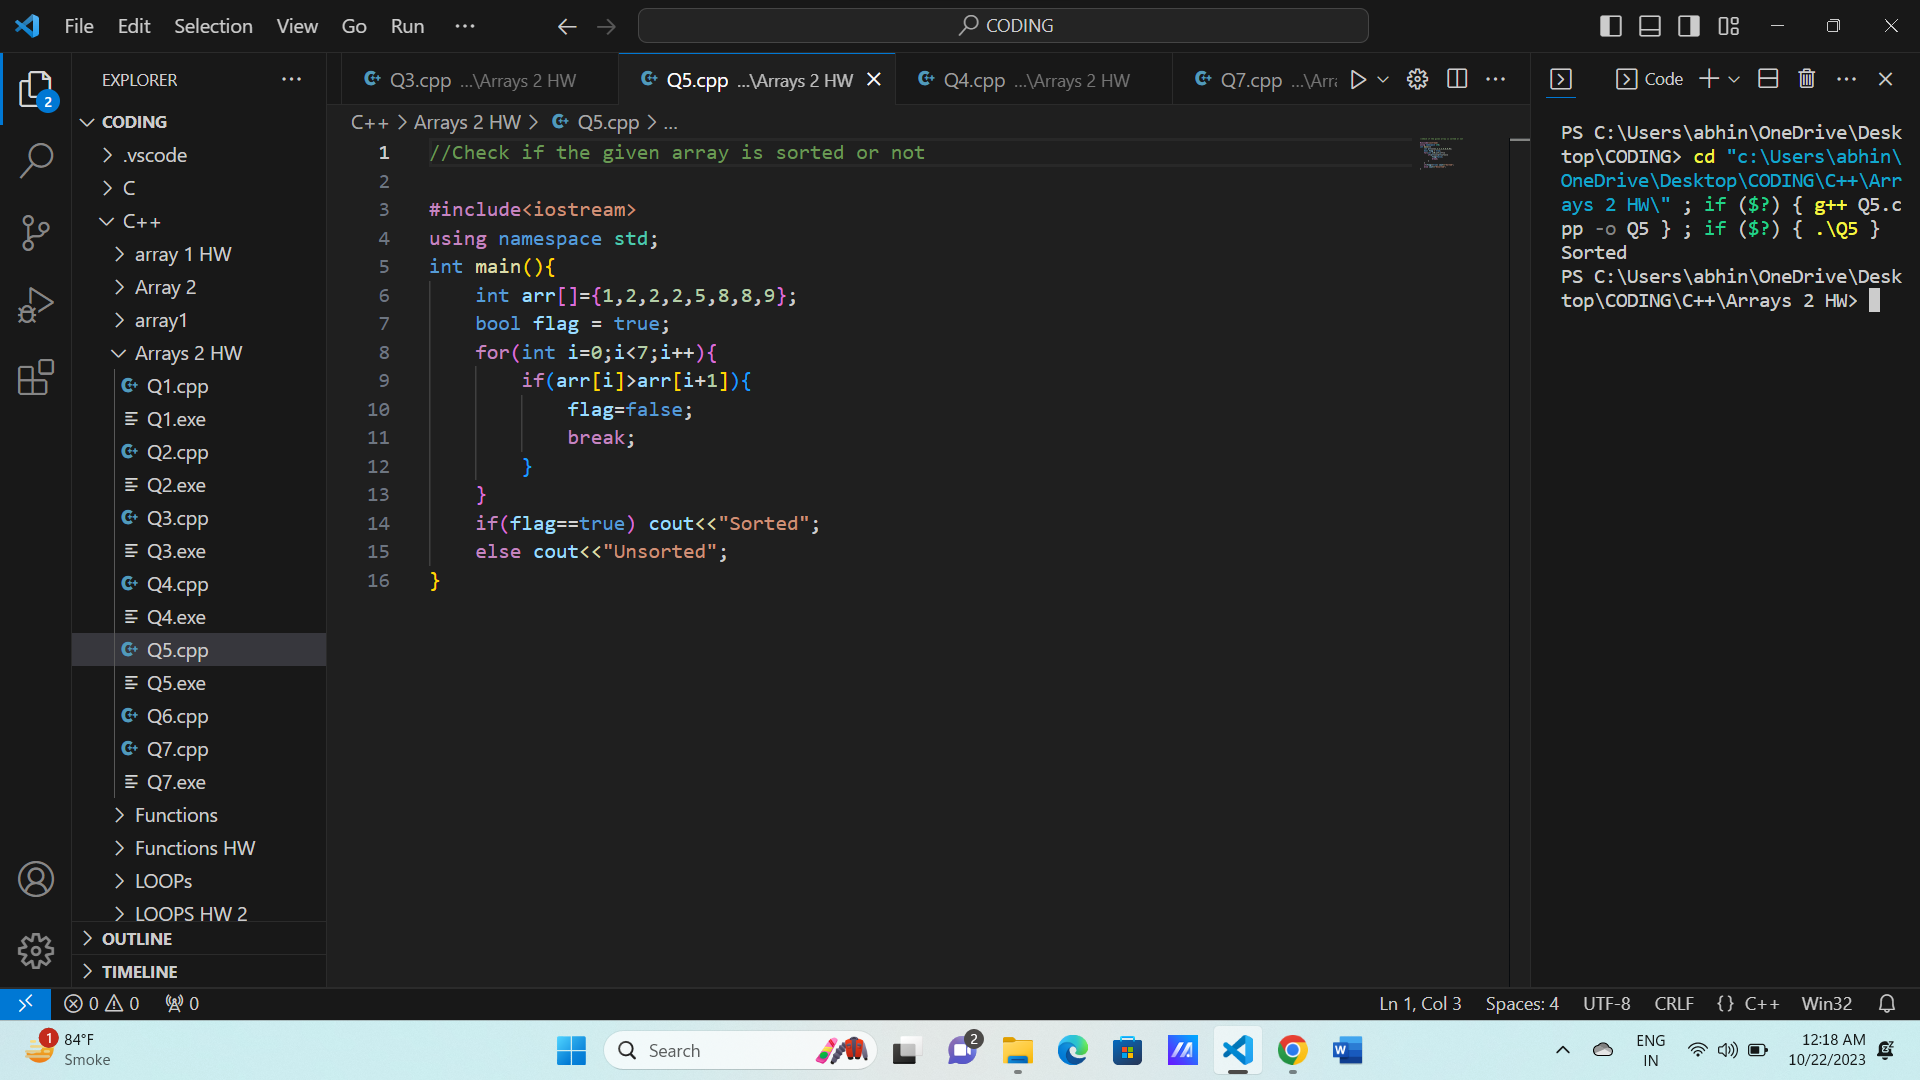 File Edit Selection View Go Run ...
CODING
EXPLORER ...
Q3.cpp ...\Arrays 2 HW
Q5.cpp ...\Arrays 2 HW
Q4.cpp ...\Arrays 2 HW
Q7.cpp ...\Arra
Code
2
C++ > Arrays 2 HW > Q5.cpp > ...
CODING
.vscode
C
C++
array 1 HW
Array 2
array1
Arrays 2 HW
Q1.cpp
Q1.exe
Q2.cpp
Q2.exe
Q3.cpp
Q3.exe
Q4.cpp
Q4.exe
Q5.cpp
Q5.exe
Q6.cpp
Q7.cpp
Q7.exe
Functions
Functions HW
LOOPs
LOOPS HW 2
OUTLINE
TIMELINE
1 //Check if the given array is sorted or not
2
3 #include<iostream>
4 using namespace std;
5 int main(){
6 int arr[]={1,2,2,2,5,8,8,9};
7 bool flag = true;
8 for(int i=0;i<7;i++){
9 if(arr[i]>arr[i+1]){
10 flag=false;
11 break;
12 }
13 }
14 if(flag==true) cout<<"Sorted";
15 else cout<<"Unsorted";
16 }
PS C:\Users\abhin\OneDrive\Desk
top\CODING> cd "c:\Users\abhin\
OneDrive\Desktop\CODING\C++\Arr
ays 2 HW\" ; if ($?) { g++ Q5.c
pp -o Q5 } ; if ($?) { .\Q5 }
Sorted
PS C:\Users\abhin\OneDrive\Desk
top\CODING\C++\Arrays 2 HW>
0 0 0
Ln 1, Col 3 Spaces: 4 UTF-8 CRLF {} C++ Win32
1
84°F
Smoke
Search
2
ENG
IN
12:18 AM
10/22/2023